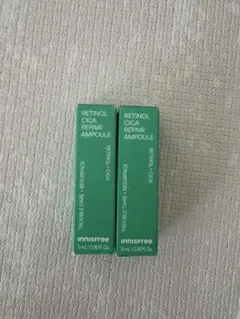 RETINOL
CICA
REPAIR
AMPOULE
RETINOL + CICA
TROUBLE CARE + RESURFACE
innisfree
RETINOL
CICA
REPAIR
AMPOULE
RETINOL + CICA
TROUBLE CARE + RESURFACE
innisfree